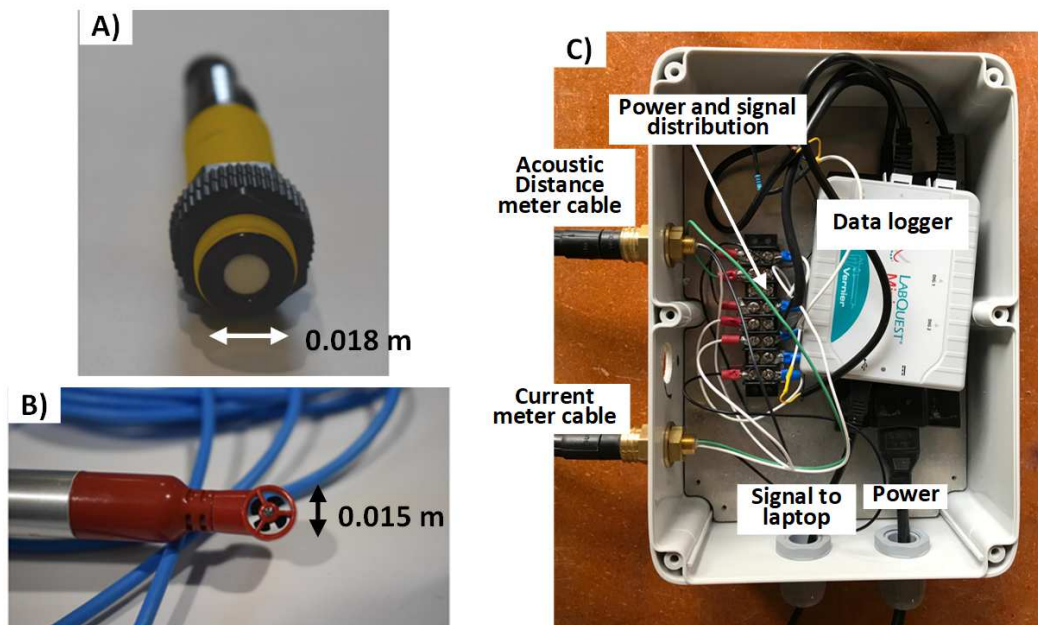 A)
0.018 m
B)
0.015 m
C)
Power and signal
distribution
Acoustic
Distance
meter cable
Data logger
Vernier
LABQUEST
Mini
Current
meter cable
Signal to
laptop
Power